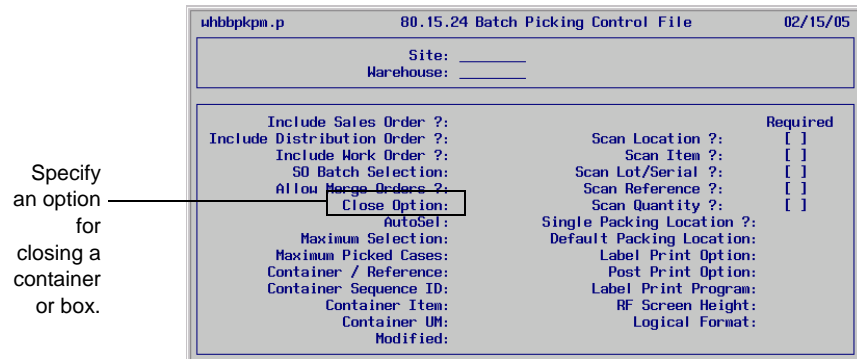 whbbpkpm.p 80.15.24 Batch Picking Control File 02/15/05
Site: ________
Warehouse: ________
Include Sales Order ?: Required
Include Distribution Order ?: Scan Location ?: [ ]
Include Work Order ?: Scan Item ?: [ ]
SO Batch Selection: Scan Lot/Serial ?: [ ]
Allow Merge Orders ?: Scan Reference ?: [ ]
Close Option: Scan Quantity ?: [ ]
AutoSel: Single Packing Location ?:
Maximum Selection: Default Packing Location:
Maximum Picked Cases: Label Print Option:
Container / Reference: Post Print Option:
Container Sequence ID: Label Print Program:
Container Item: RF Screen Height:
Container UM: Logical Format:
Modified:
Specify
an option
for
closing a
container
or box.